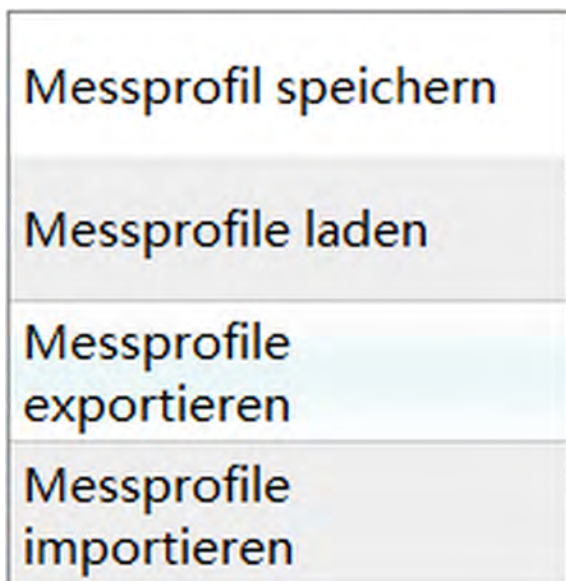 Messprofil speichern
Messprofile laden
Messprofile
exportieren
Messprofile
importieren